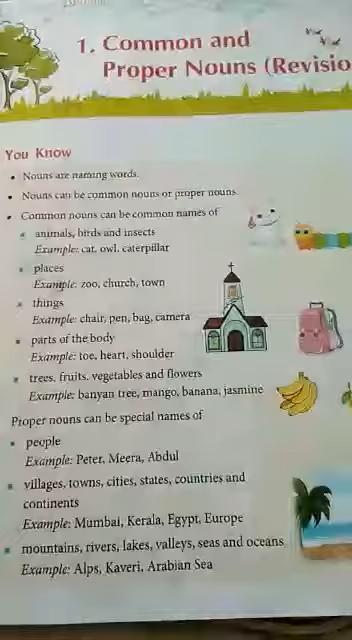 1. Common and
Proper Nouns (Revisio
You Know
• Nouns are naming words.
• Nouns can be common nouns or proper nouns.
• Common nouns can be common names of
animals, birds and insects
Example: cat, owl, caterpillar
places
Example: zoo, church, town
things
Example: chair, pen, bag, camera
parts of the body
Example: toe, heart, shoulder
trees, fruits, vegetables and flowers
Example: banyan tree, mango, banana, jasmine
Proper nouns can be special names of
people
Example: Peter, Meera, Abdul
villages, towns, cities, states, countries and
continents
Example: Mumbai, Kerala, Egypt, Europe
mountains, rivers, lakes, valleys, seas and oceans
Example: Alps, Kaveri, Arabian Sea